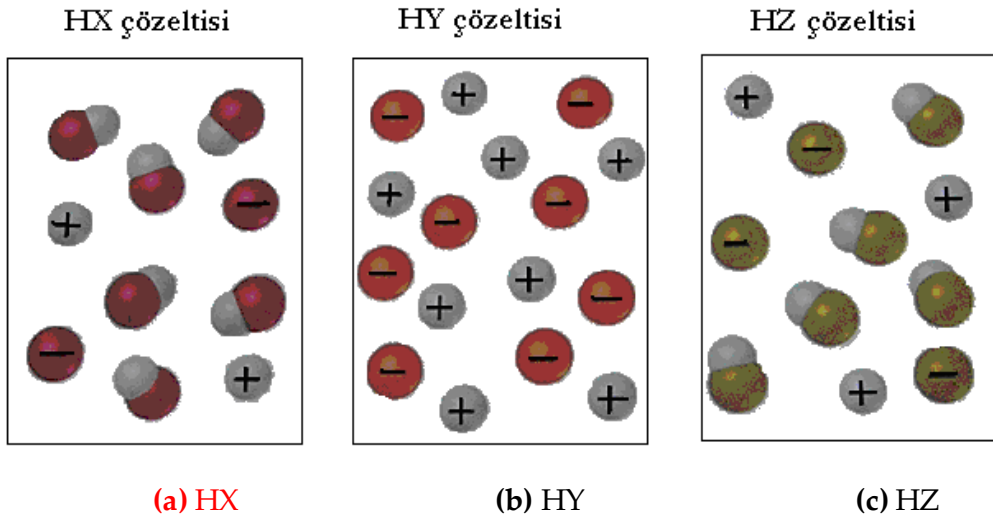 HX çözeltisi HY çözeltisi HZ çözeltisi
+ - + -
- + - + - + + - - + - - + - - + +
+ - + - - +
(a) HX (b) HY (c) HZ